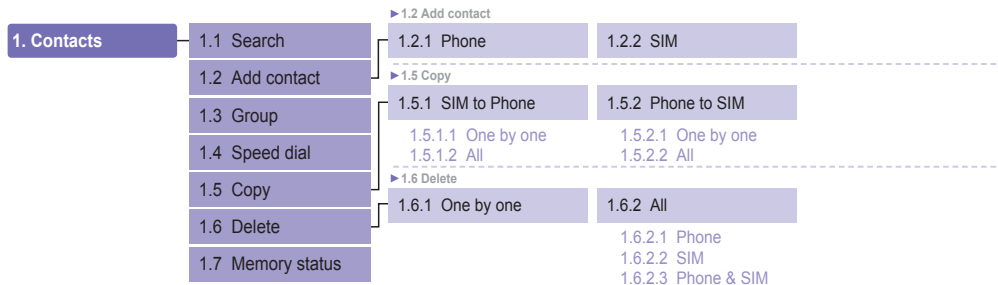 1. Contacts
1.1 Search
1.2 Add contact
1.3 Group
1.4 Speed dial
1.5 Copy
1.6 Delete
1.7 Memory status
►1.2 Add contact
1.2.1 Phone
1.2.2 SIM
►1.5 Copy
1.5.1 SIM to Phone
1.5.1.1 One by one
1.5.1.2 All
1.5.2 Phone to SIM
1.5.2.1 One by one
1.5.2.2 All
►1.6 Delete
1.6.1 One by one
1.6.2 All
1.6.2.1 Phone
1.6.2.2 SIM
1.6.2.3 Phone & SIM